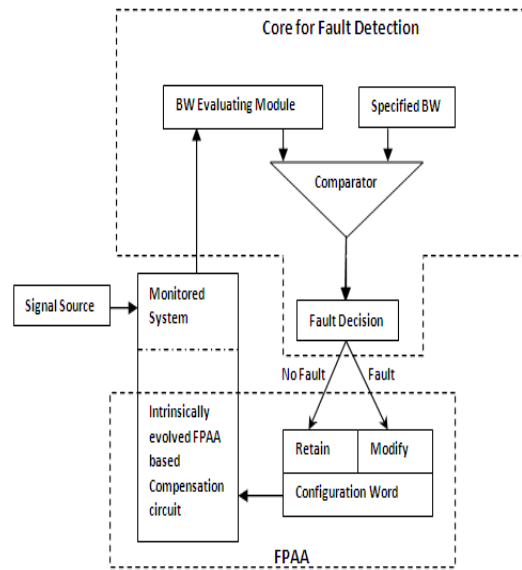 Core for Fault Detection
BW Evaluating Module
Specified BW
Comparator
Signal Source
Monitored
System
Fault Decision
No Fault
Fault
Intrinsically
evolved FPAA
based
Compensation
circuit
Retain
Modify
Configuration Word
FPAA